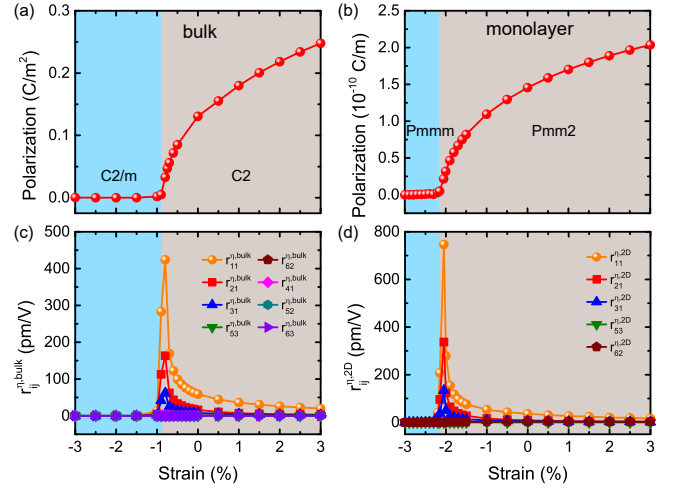 (a)
bulk
Polarization (C/m²)
0.3
0.2
0.1
0.0
C2/m
C2
(b)
monolayer
Polarization (10⁻¹⁰ C/m)
2.5
2.0
1.5
1.0
0.5
0.0
Pmmm
Pmm2
(c)
r_ij^η,bulk (pm/V)
500
400
300
200
100
0
r_11^η,bulk r_62^η,bulk
r_21^η,bulk r_41^η,bulk
r_31^η,bulk r_52^η,bulk
r_53^η,bulk r_63^η,bulk
-3 -2 -1 0 1 2 3
Strain (%)
(d)
r_ij^η,2D (pm/V)
800
600
400
200
0
r_11^η,2D
r_21^η,2D
r_31^η,2D
r_53^η,2D
r_62^η,2D
-3 -2 -1 0 1 2 3
Strain (%)